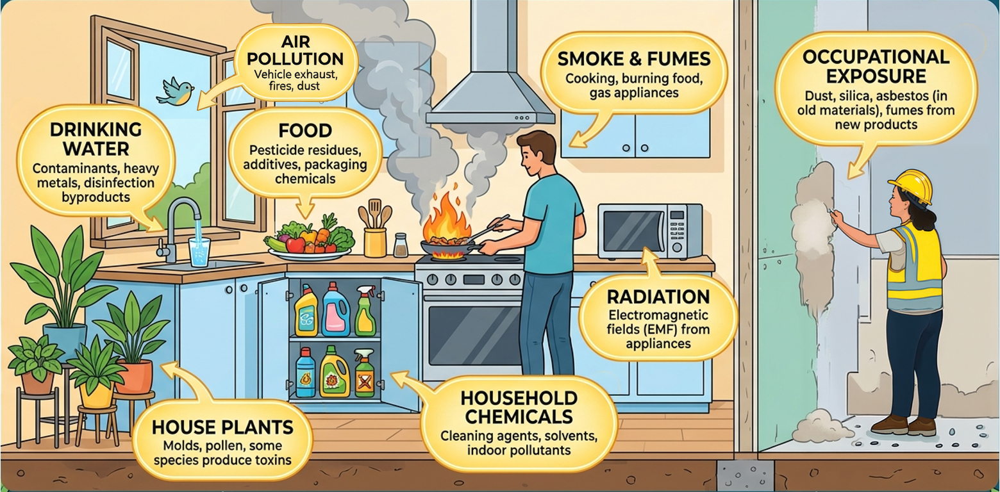 AIR
POLLUTION
Vehicle exhaust,
fires, dust
SMOKE & FUMES
Cooking, burning food,
gas appliances
OCCUPATIONAL
EXPOSURE
Dust, silica, asbestos (in
old materials), fumes from
new products
DRINKING
WATER
Contaminants, heavy
metals, disinfection
byproducts
FOOD
Pesticide residues,
additives, packaging
chemicals
RADIATION
Electromagnetic
fields (EMF) from
appliances
HOUSE PLANTS
Molds, pollen, some
species produce toxins
HOUSEHOLD
CHEMICALS
Cleaning agents, solvents,
indoor pollutants